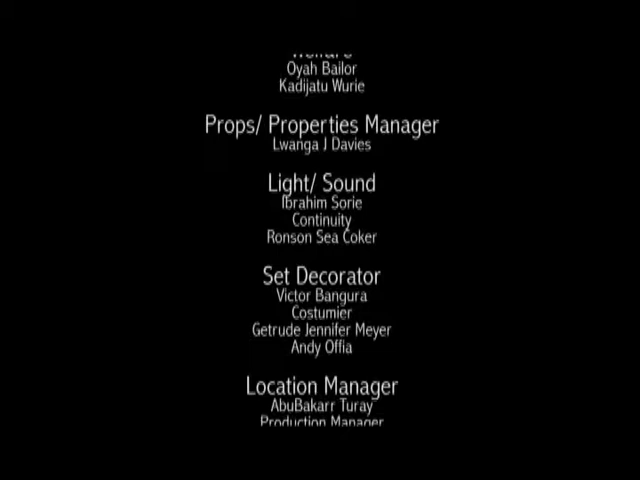 Welfare
Oyah Bailor
Kadijatu Wurie
Props/ Properties Manager
Lwanga J Davies
Light/ Sound
Ibrahim Sorie
Continuity
Ronson Sea Coker
Set Decorator
Victor Bangura
Costumier
Getrude Jennifer Meyer
Andy Offia
Location Manager
AbuBakarr Turay
Production Manager